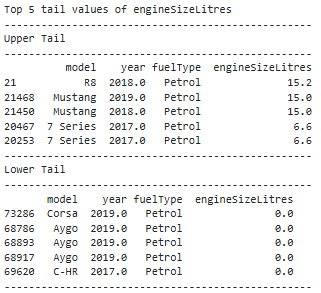 Top 5 tail values of engineSizeLitres
------------------------------------------------
Upper Tail
------------------------------------------------
model year fuelType engineSizeLitres
21 R8 2018.0 Petrol 15.2
21468 Mustang 2019.0 Petrol 15.0
21450 Mustang 2018.0 Petrol 15.0
20467 7 Series 2017.0 Petrol 6.6
20253 7 Series 2017.0 Petrol 6.6
------------------------------------------------
Lower Tail
------------------------------------------------
model year fuelType engineSizeLitres
73286 Corsa 2019.0 Petrol 0.0
68786 Aygo 2019.0 Petrol 0.0
68893 Aygo 2019.0 Petrol 0.0
68917 Aygo 2019.0 Petrol 0.0
69620 C-HR 2017.0 Petrol 0.0
------------------------------------------------